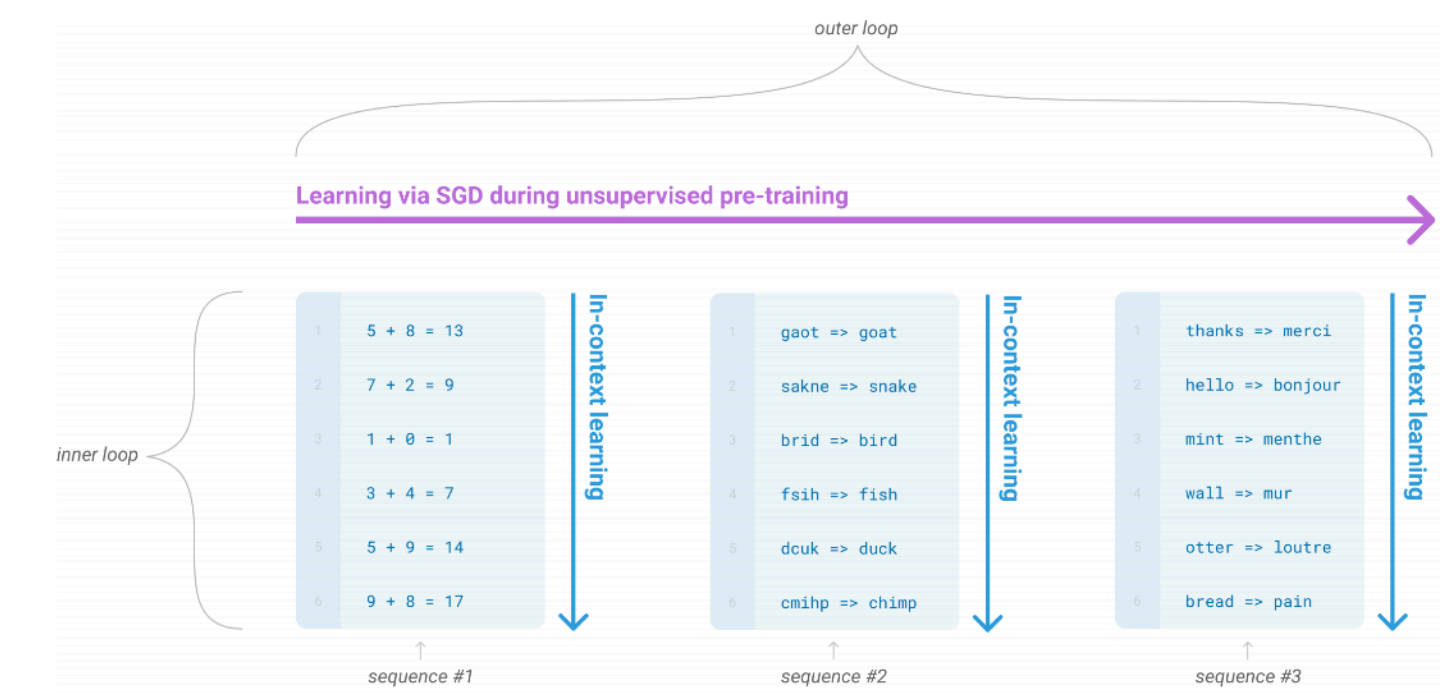 outer loop
Learning via SGD during unsupervised pre-training
inner loop
1 5 + 8 = 13
2 7 + 2 = 9
3 1 + 0 = 1
4 3 + 4 = 7
5 5 + 9 = 14
6 9 + 8 = 17
In-context learning
sequence #1
1 gaot => goat
2 sakne => snake
3 brid => bird
4 fsih => fish
5 dcuk => duck
6 cmihp => chimp
In-context learning
sequence #2
1 thanks => merci
2 hello => bonjour
3 mint => menthe
4 wall => mur
5 otter => loutre
6 bread => pain
In-context learning
sequence #3